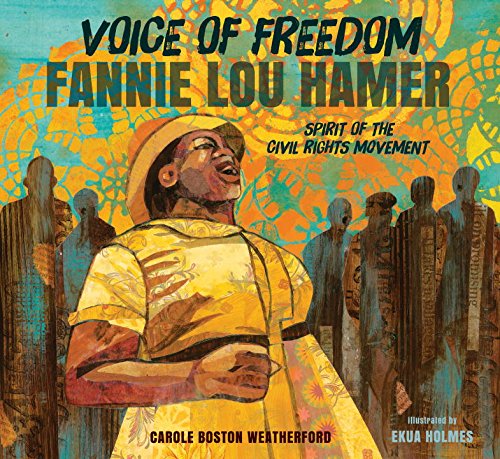 VOICE OF FREEDOM
FANNIE LOU HAMER
SPIRIT OF THE
CIVIL RIGHTS MOVEMENT
illustrated by
CAROLE BOSTON WEATHERFORD
EKUA HOLMES